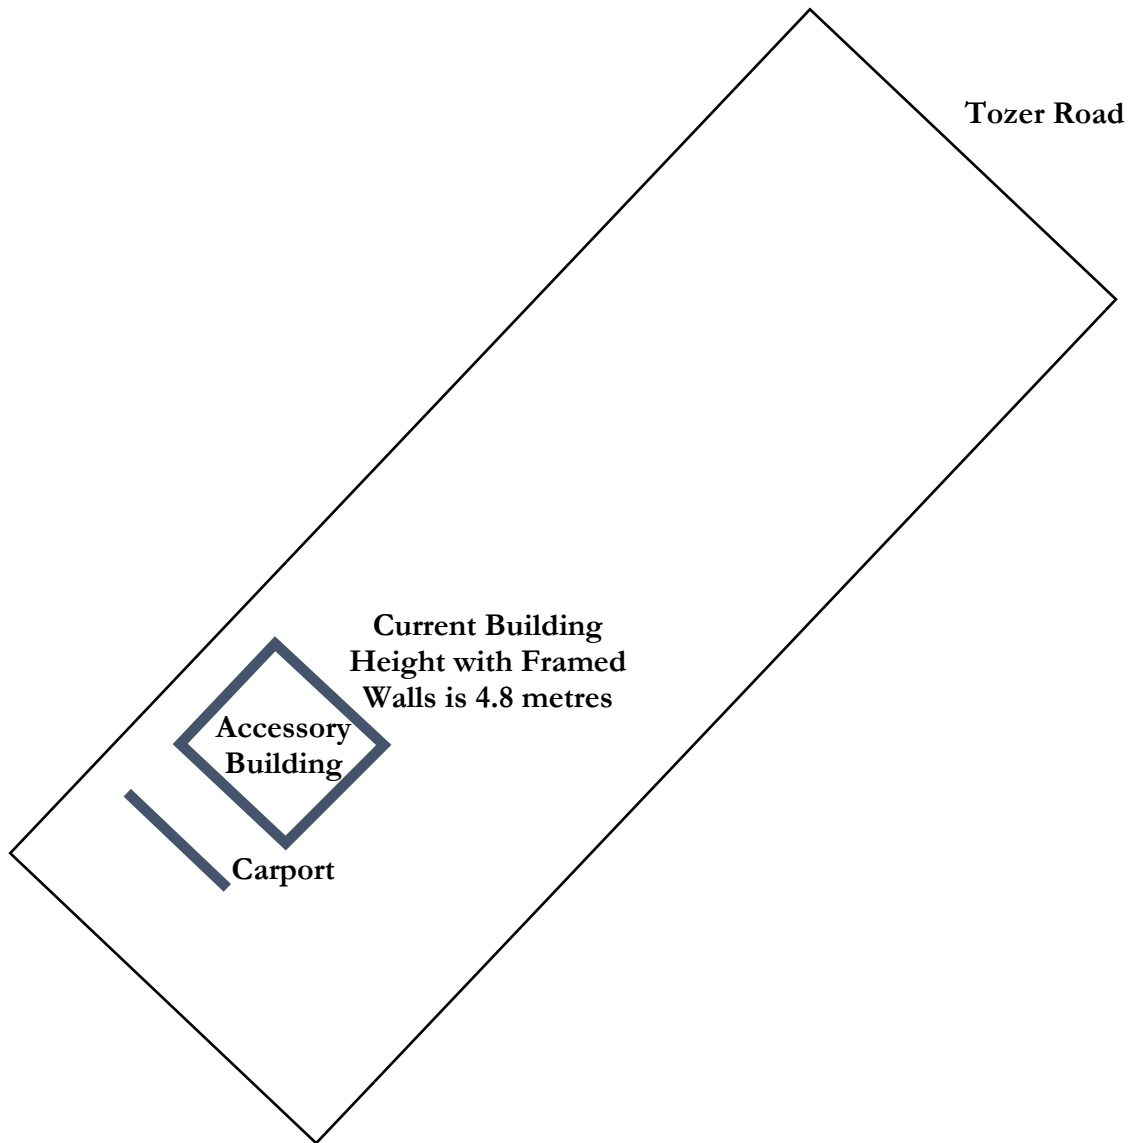 Tozer Road
Current Building
Height with Framed
Walls is 4.8 metres
Accessory
Building
Carport